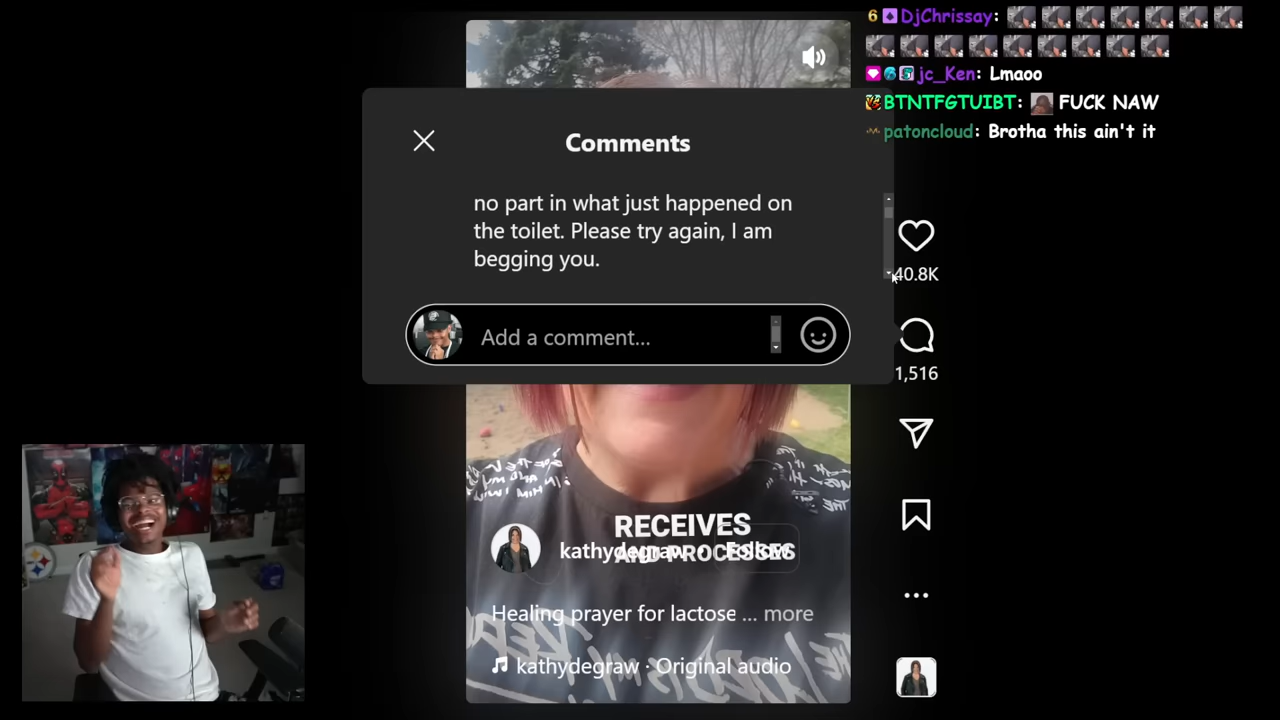 6 DjChrissay:
jc_Ken: Lmaoo
BTNTFGTUIBT: FUCK NAW
patoncloud: Brotha this ain't it
Comments
no part in what just happened on
the toilet. Please try again, I am
begging you.
Add a comment...
40.8K
1,516
RECEIVES
AND PROCESSES
kathydegraw · Follow
Healing prayer for lactose ... more
kathydegraw · Original audio